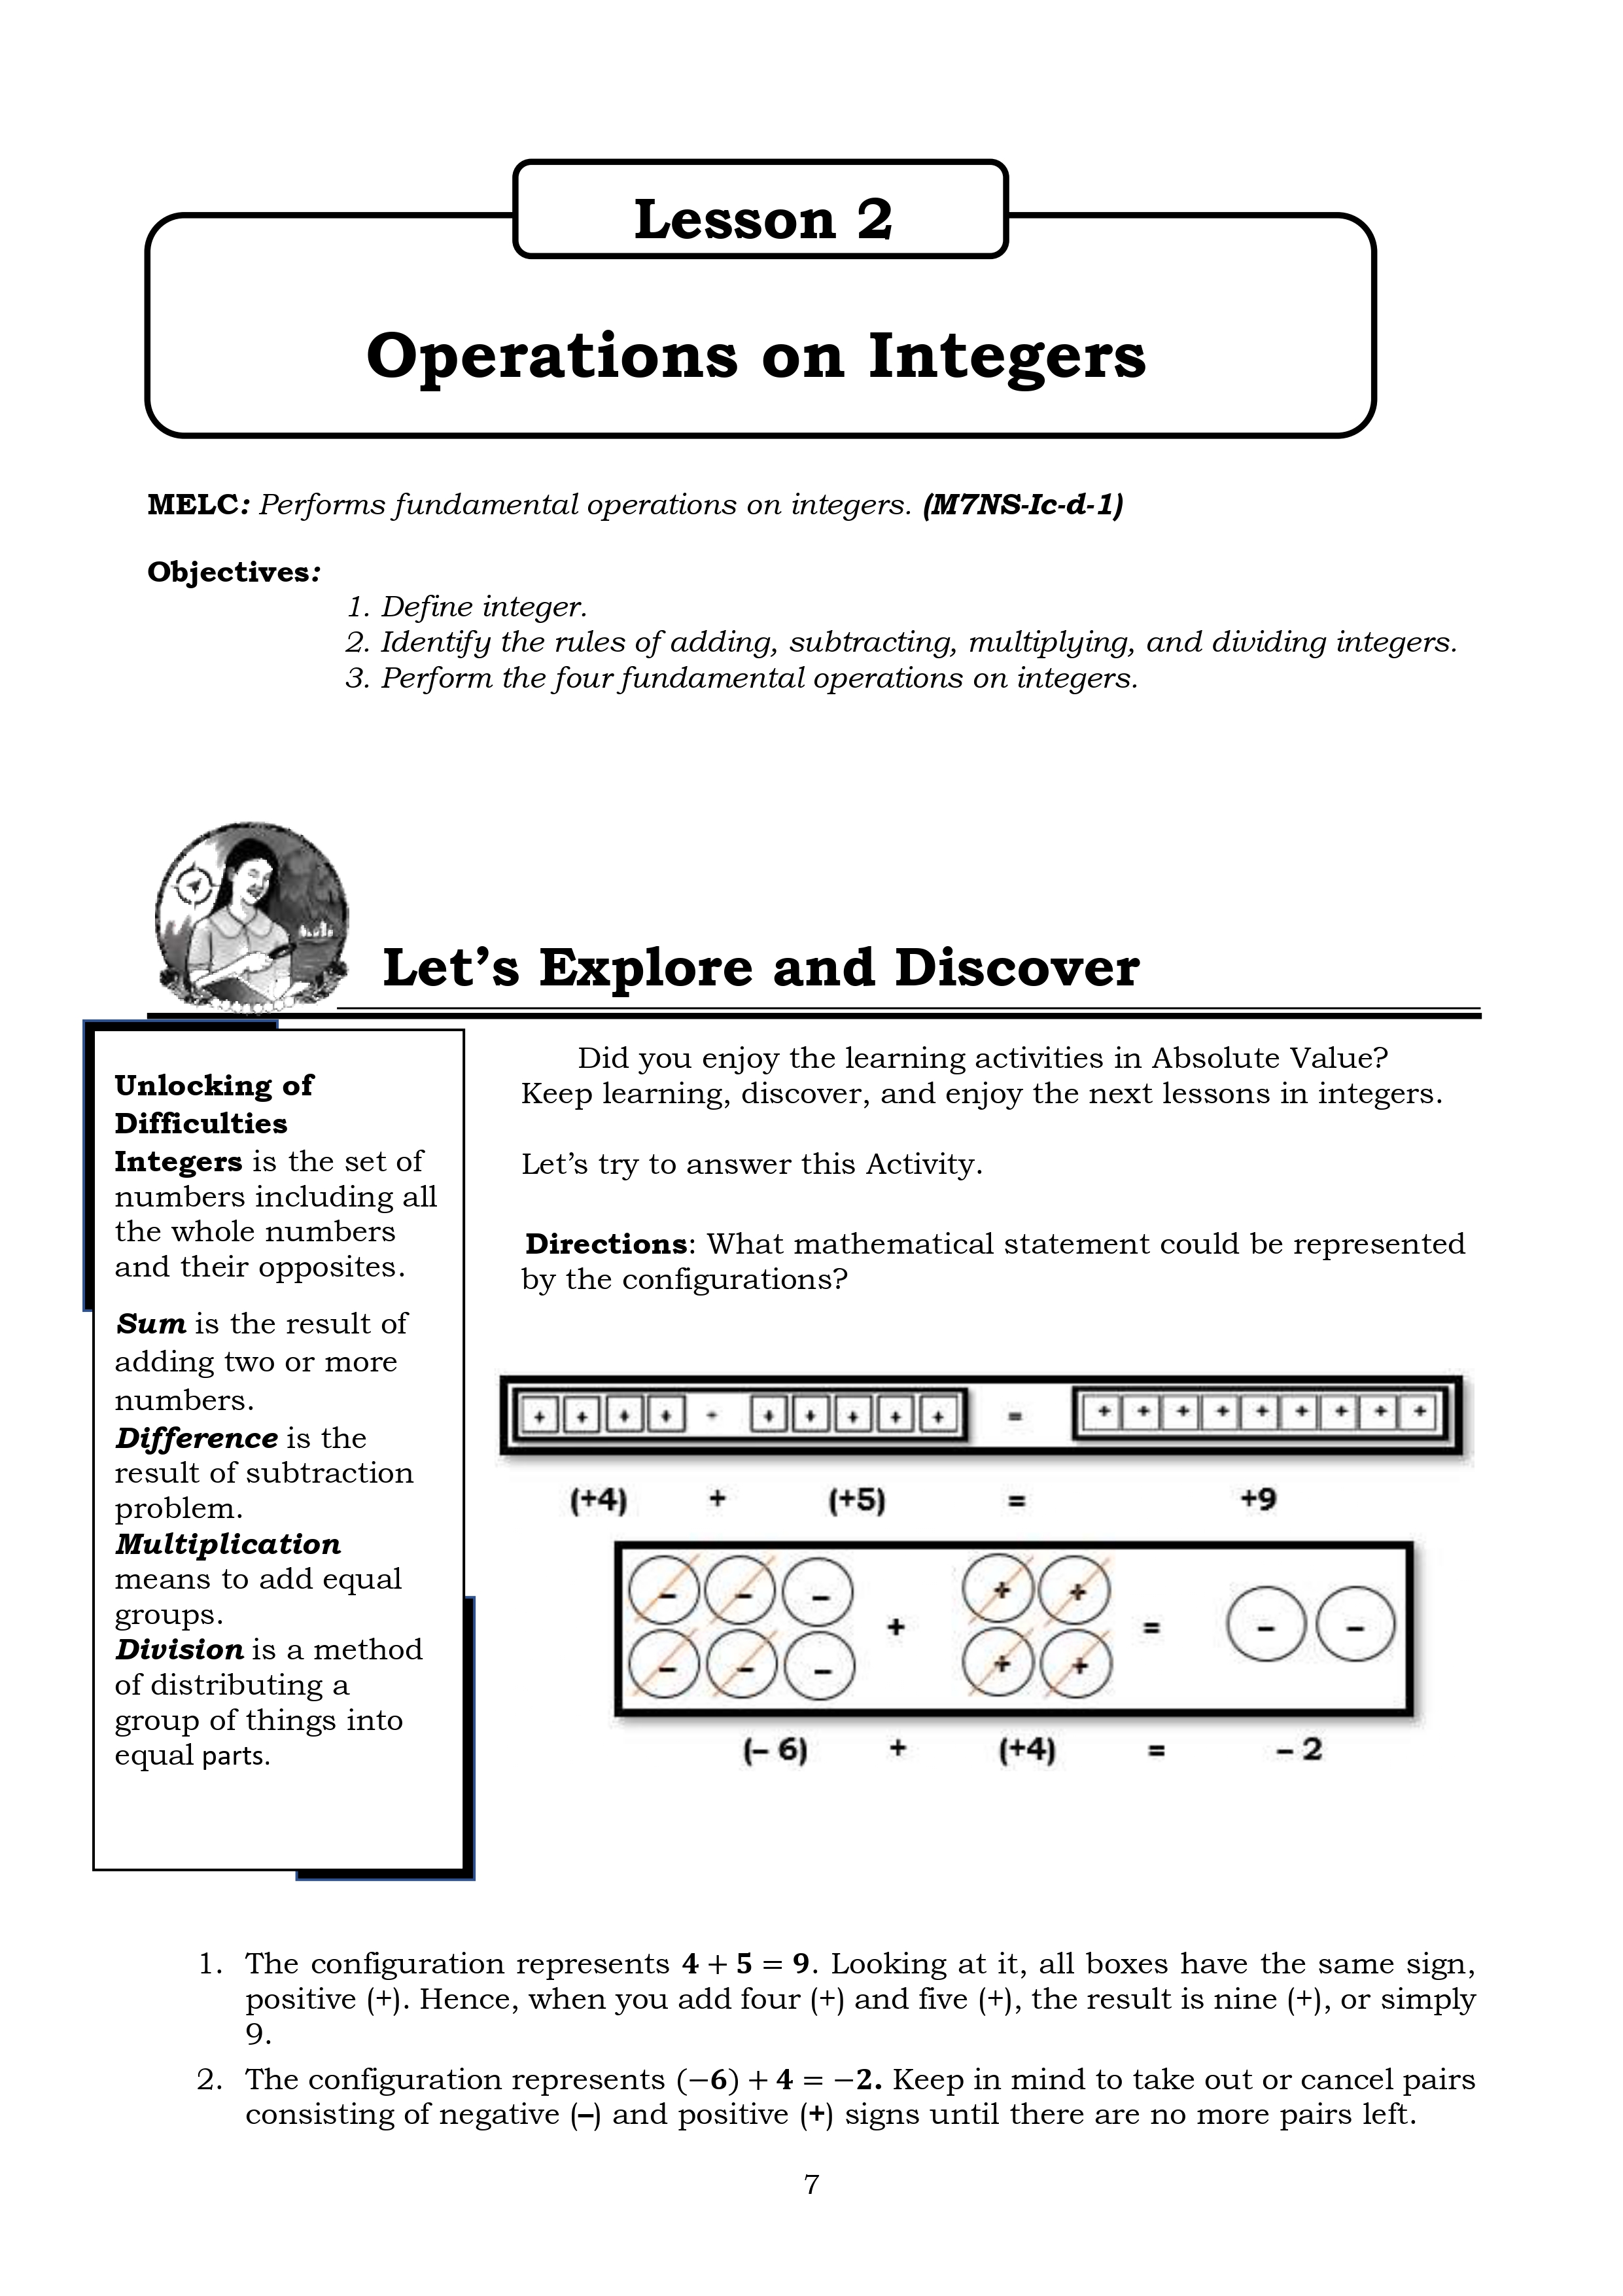 Lesson 2
Operations on Integers
MELC: Performs fundamental operations on integers. (M7NS-Ic-d-1)
Objectives:
1. Define integer.
2. Identify the rules of adding, subtracting, multiplying, and dividing integers.
3. Perform the four fundamental operations on integers.
Let’s Explore and Discover
Unlocking of
Difficulties
Integers is the set of
numbers including all
the whole numbers
and their opposites.
Sum is the result of
adding two or more
numbers.
Difference is the
result of subtraction
problem.
Multiplication
means to add equal
groups.
Division is a method
of distributing a
group of things into
equal parts.
Did you enjoy the learning activities in Absolute Value?
Keep learning, discover, and enjoy the next lessons in integers.
Let’s try to answer this Activity.
Directions: What mathematical statement could be represented
by the configurations?
+ + + + + + + + + + = + + + + + + + + +
(+4) + (+5) = +9
– – – + + + = – –
– – – + +
(– 6) + (+4) = – 2
1. The configuration represents 4 + 5 = 9. Looking at it, all boxes have the same sign,
positive (+). Hence, when you add four (+) and five (+), the result is nine (+), or simply
9.
2. The configuration represents (−6) + 4 = −2. Keep in mind to take out or cancel pairs
consisting of negative (–) and positive (+) signs until there are no more pairs left.
7